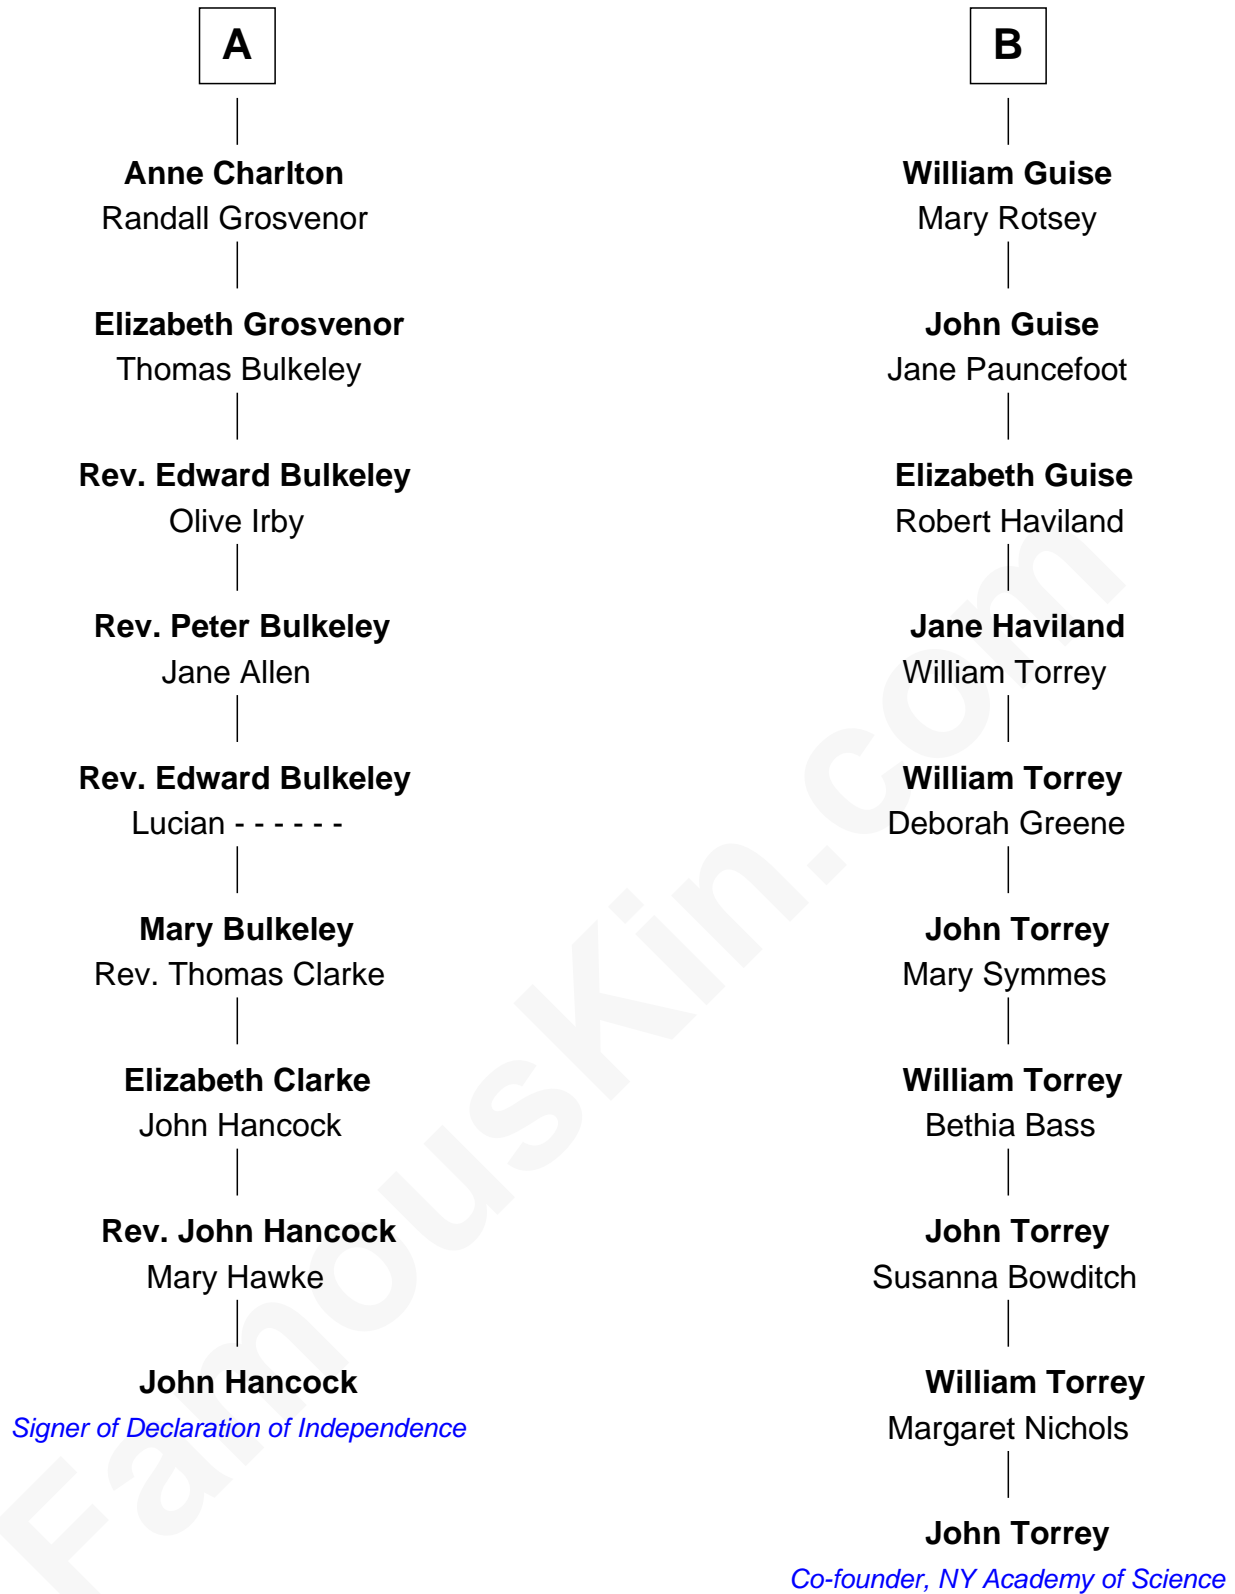 A
Anne Charlton
Randall Grosvenor
Elizabeth Grosvenor
Thomas Bulkeley
Rev. Edward Bulkeley
Olive Irby
Rev. Peter Bulkeley
Jane Allen
Rev. Edward Bulkeley
Lucian - - - - - -
Mary Bulkeley
Rev. Thomas Clarke
Elizabeth Clarke
John Hancock
Rev. John Hancock
Mary Hawke
John Hancock
Signer of Declaration of Independence
B
William Guise
Mary Rotsey
John Guise
Jane Pauncefoot
Elizabeth Guise
Robert Haviland
Jane Haviland
William Torrey
William Torrey
Deborah Greene
John Torrey
Mary Symmes
William Torrey
Bethia Bass
John Torrey
Susanna Bowditch
William Torrey
Margaret Nichols
John Torrey
Co-founder, NY Academy of Science
FamousKin.com